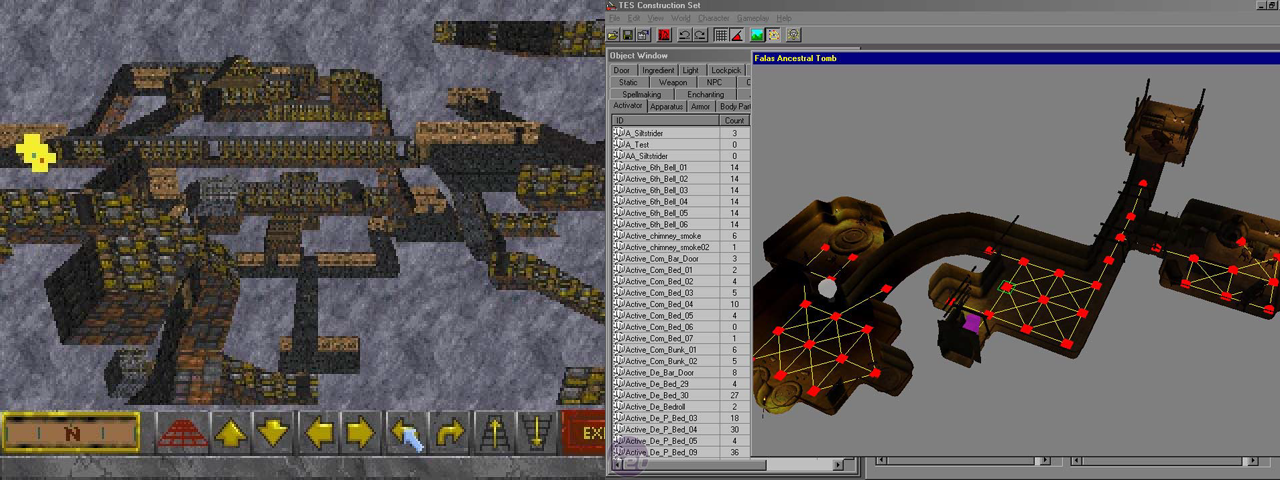 TES Construction Set
File Edit View World Character Gameplay Help
Object Window
Door Ingredient Light Lockpick
Static Weapon NPC
Spellmaking Enchanting
Activator Apparatus Armor Body Part
ID Count
A_Siltstrider 3
A_Test 0
AA_Siltstrider 0
Active_6th_Bell_01 14
Active_6th_Bell_02 14
Active_6th_Bell_03 14
Active_6th_Bell_04 14
Active_6th_Bell_05 14
Active_6th_Bell_06 14
Active_chimney_smoke 6
Active_chimney_smoke02 1
Active_Com_Bar_Door 3
Active_Com_Bed_01 2
Active_Com_Bed_02 4
Active_Com_Bed_03 5
Active_Com_Bed_04 10
Active_Com_Bed_05 4
Active_Com_Bed_06 0
Active_Com_Bed_07 1
Active_Com_Bunk_01 6
Active_Com_Bunk_02 5
Active_De_Bar_Door 8
Active_De_Bed_29 4
Active_De_Bed_30 27
Active_De_Bedroll 2
Active_De_P_Bed_03 18
Active_De_P_Bed_04 30
Active_De_P_Bed_05 4
Active_De_P_Bed_09 36
Falas Ancestral Tomb
N
EXI